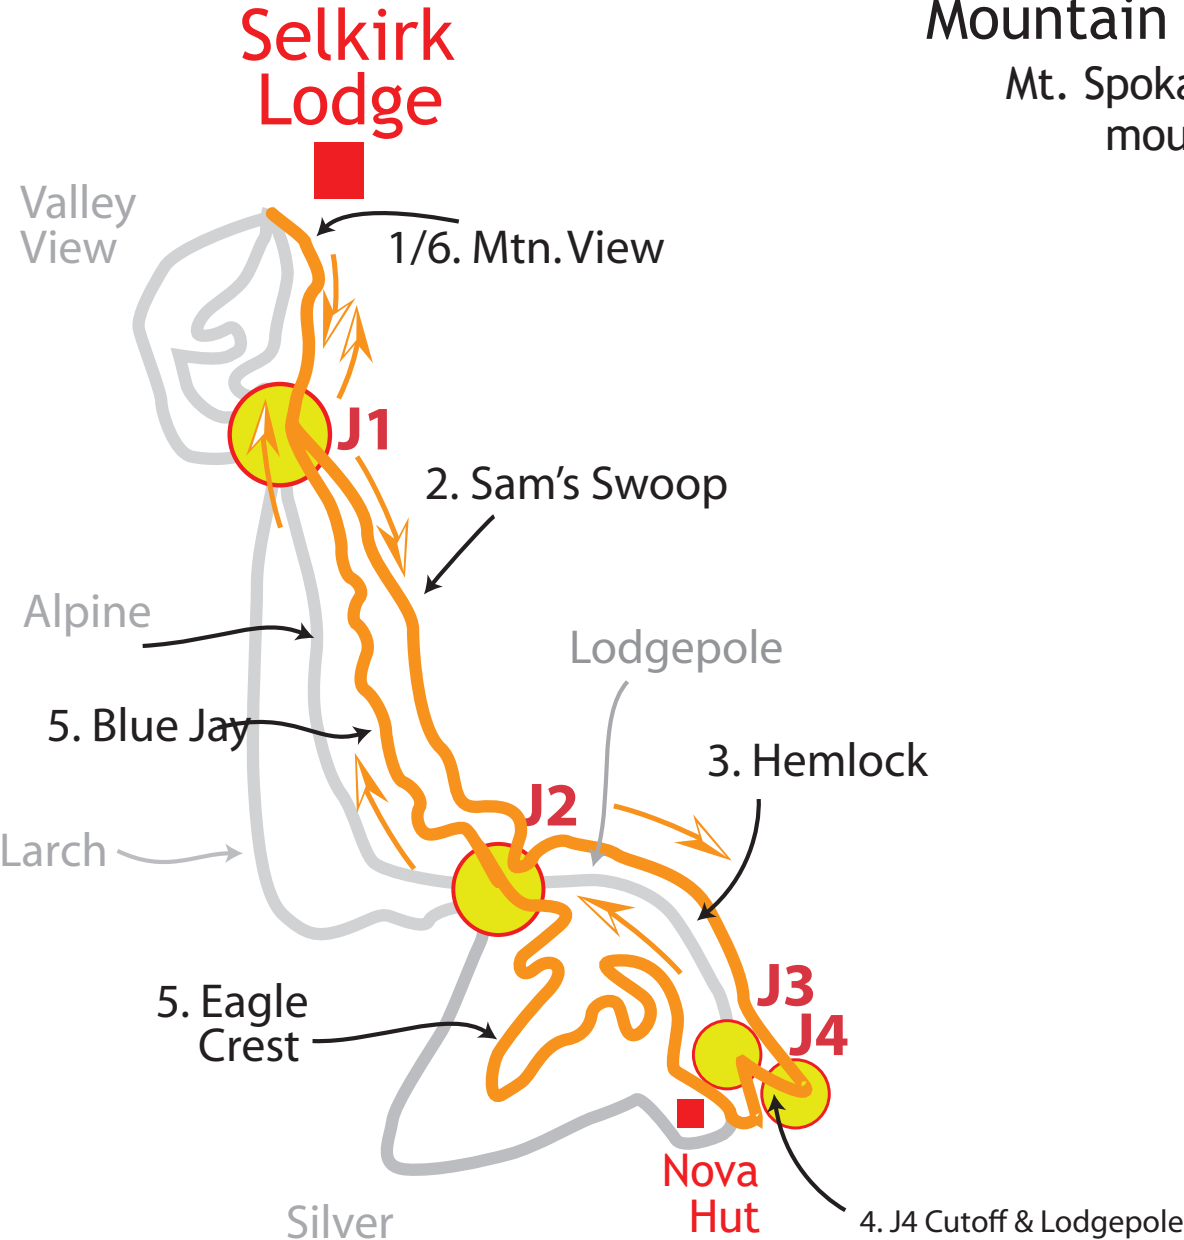 Selkirk
Lodge
Mountain
Mt. Spoka
mou
Valley
View
1/6. Mtn. View
J1
2. Sam's Swoop
Alpine
Lodgepole
5. Blue Jay
3. Hemlock
J2
Larch
J3
J4
5. Eagle
Crest
Nova
Hut
Silver
4. J4 Cutoff & Lodgepole